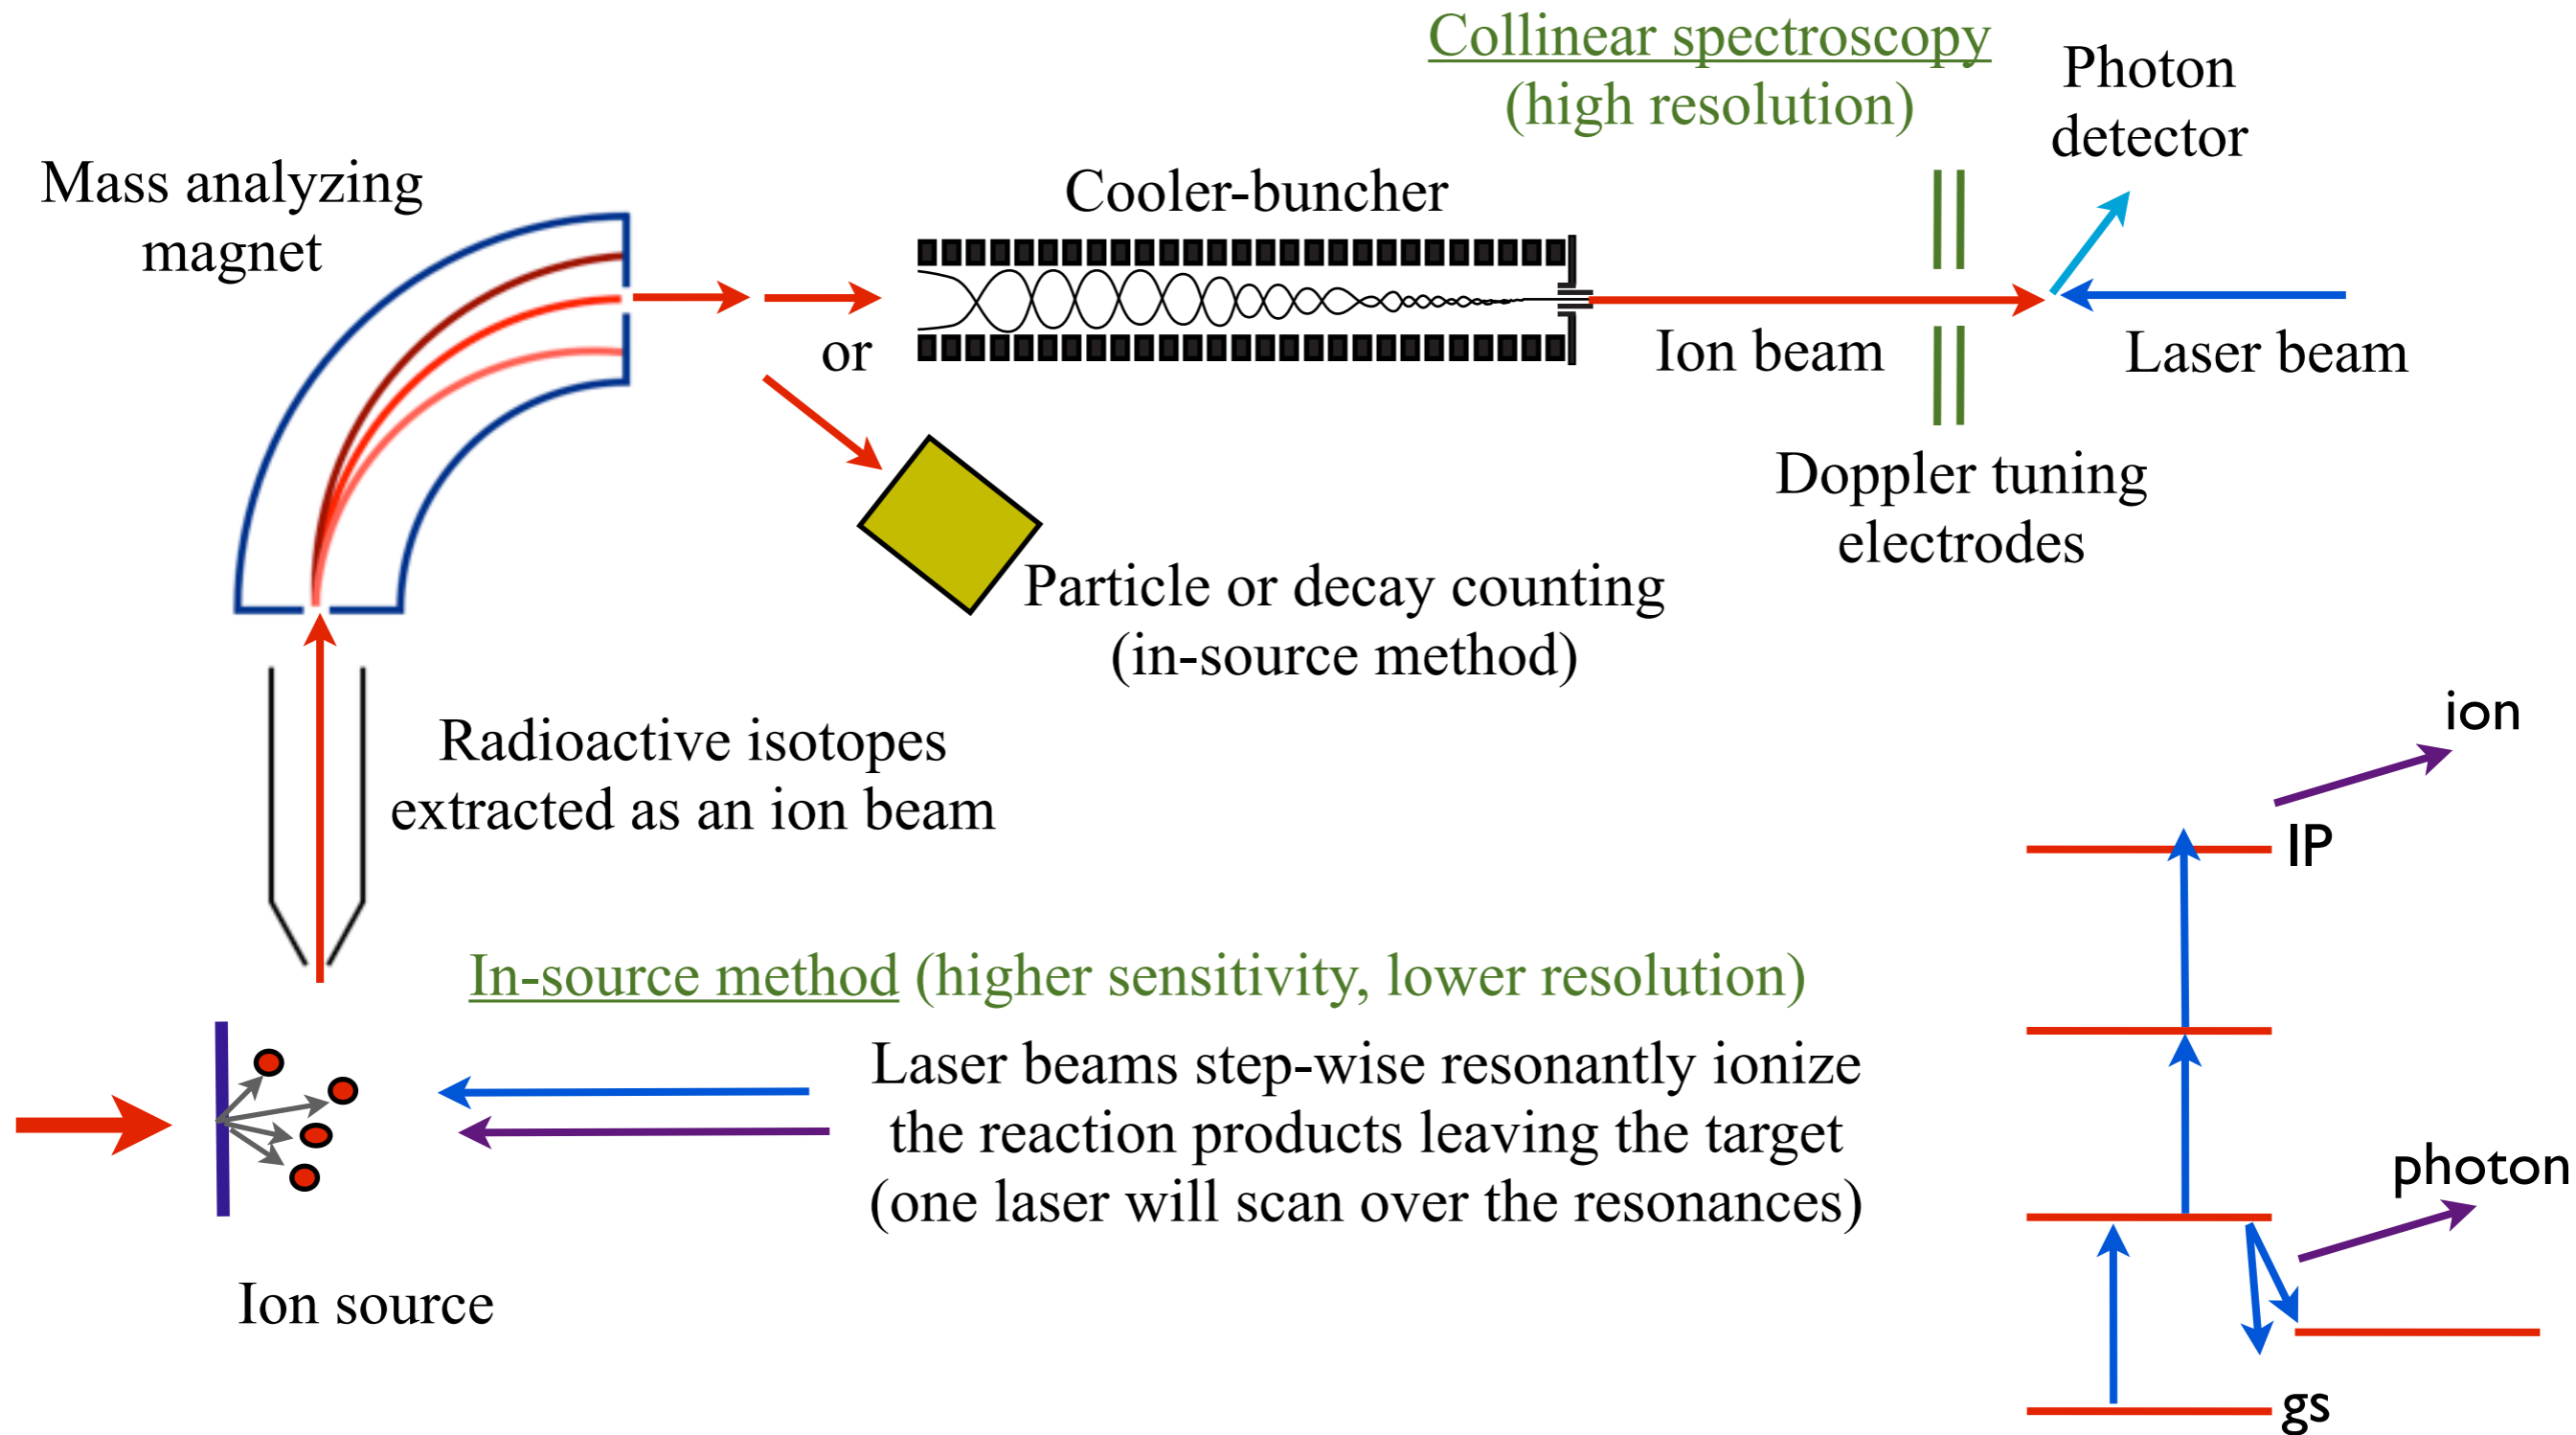 Collinear spectroscopy
(high resolution)
Photon
detector
Mass analyzing
magnet
Cooler-buncher
or
Ion beam
Laser beam
Doppler tuning
electrodes
Particle or decay counting
(in-source method)
Radioactive isotopes
extracted as an ion beam
ion
IP
In-source method (higher sensitivity, lower resolution)
Laser beams step-wise resonantly ionize
the reaction products leaving the target
(one laser will scan over the resonances)
photon
Ion source
gs